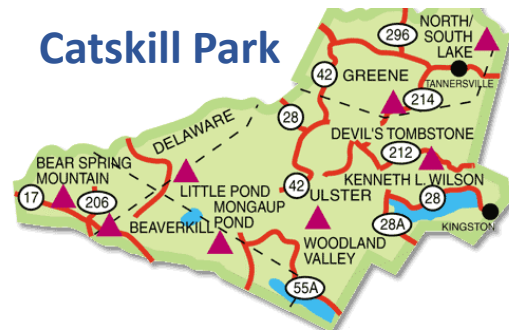 Catskill Park
NORTH/
SOUTH
LAKE
296
42
GREENE
TANNERSVILLE
214
28
DELAWARE
DEVIL'S TOMBSTONE
212
BEAR SPRING
MOUNTAIN
LITTLE POND
42
KENNETH L WILSON
17
206
MONGAUP
POND
ULSTER
28
BEAVERKILL
28A
KINGSTON
WOODLAND
VALLEY
55A